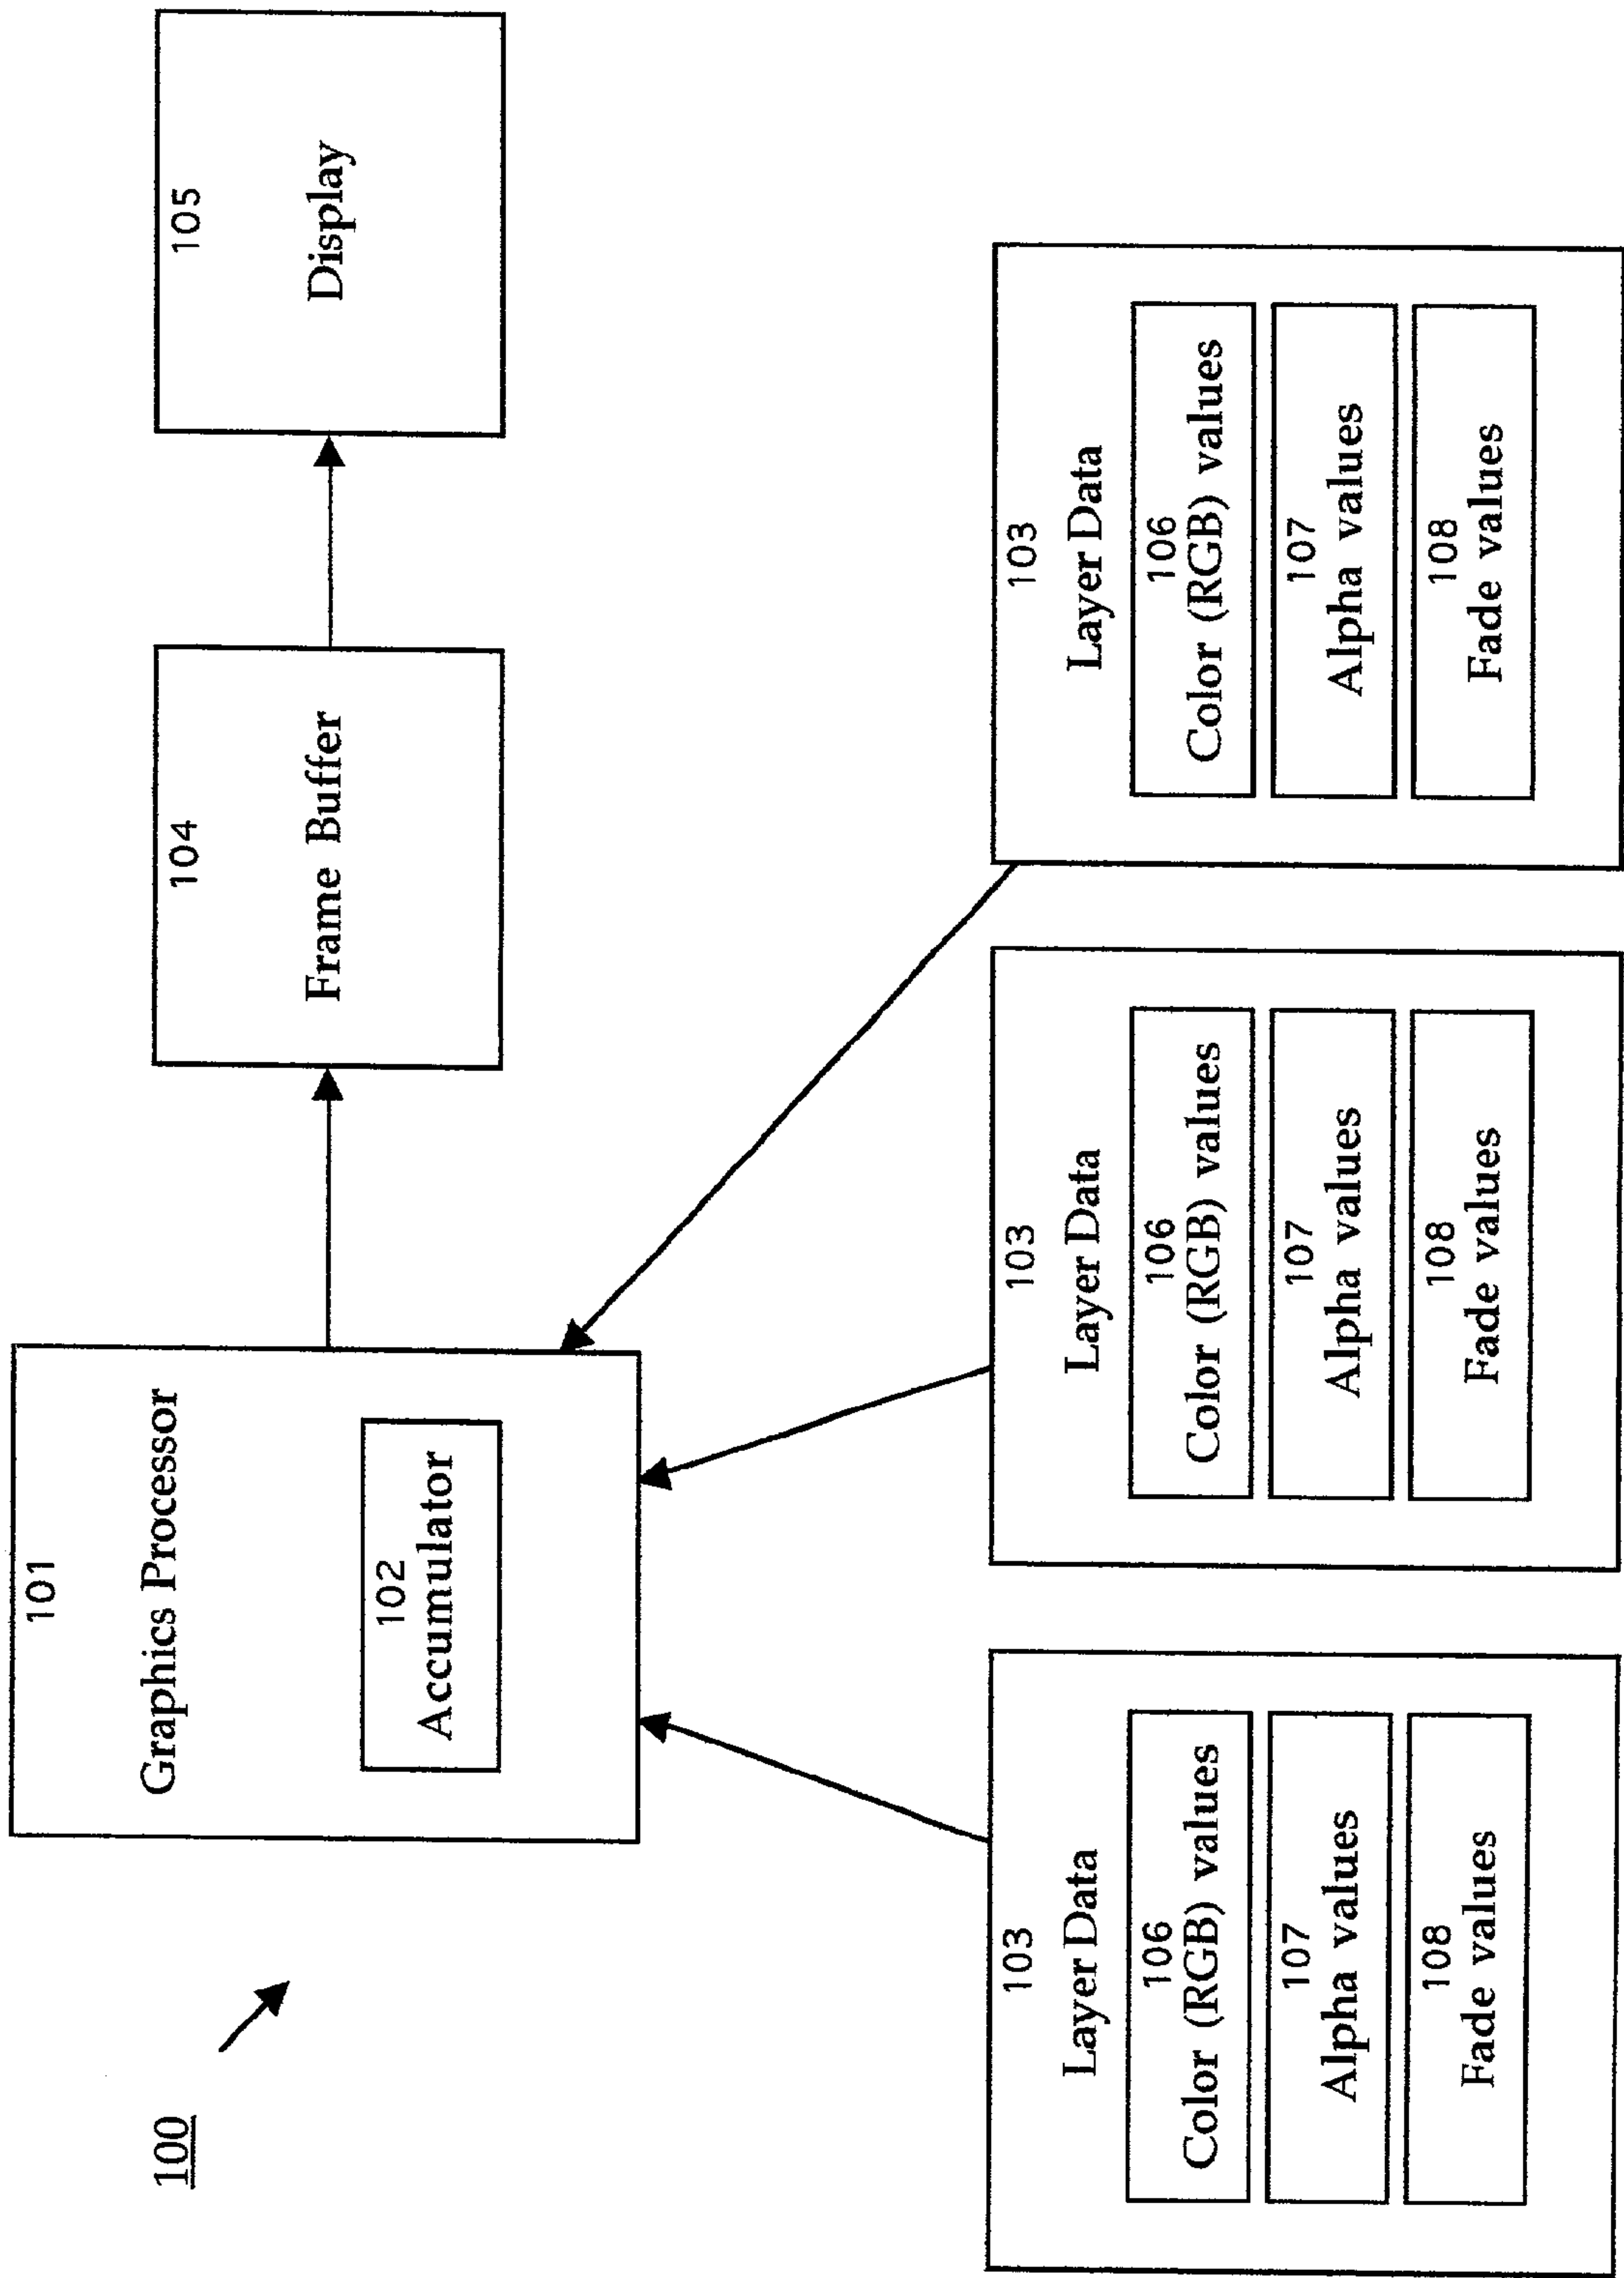 100
101
Graphics Processor
102
Accumulator
104
Frame Buffer
105
Display
103
Layer Data
106
Color (RGB) values
107
Alpha values
108
Fade values
103
Layer Data
106
Color (RGB) values
107
Alpha values
108
Fade values
103
Layer Data
106
Color (RGB) values
107
Alpha values
108
Fade values